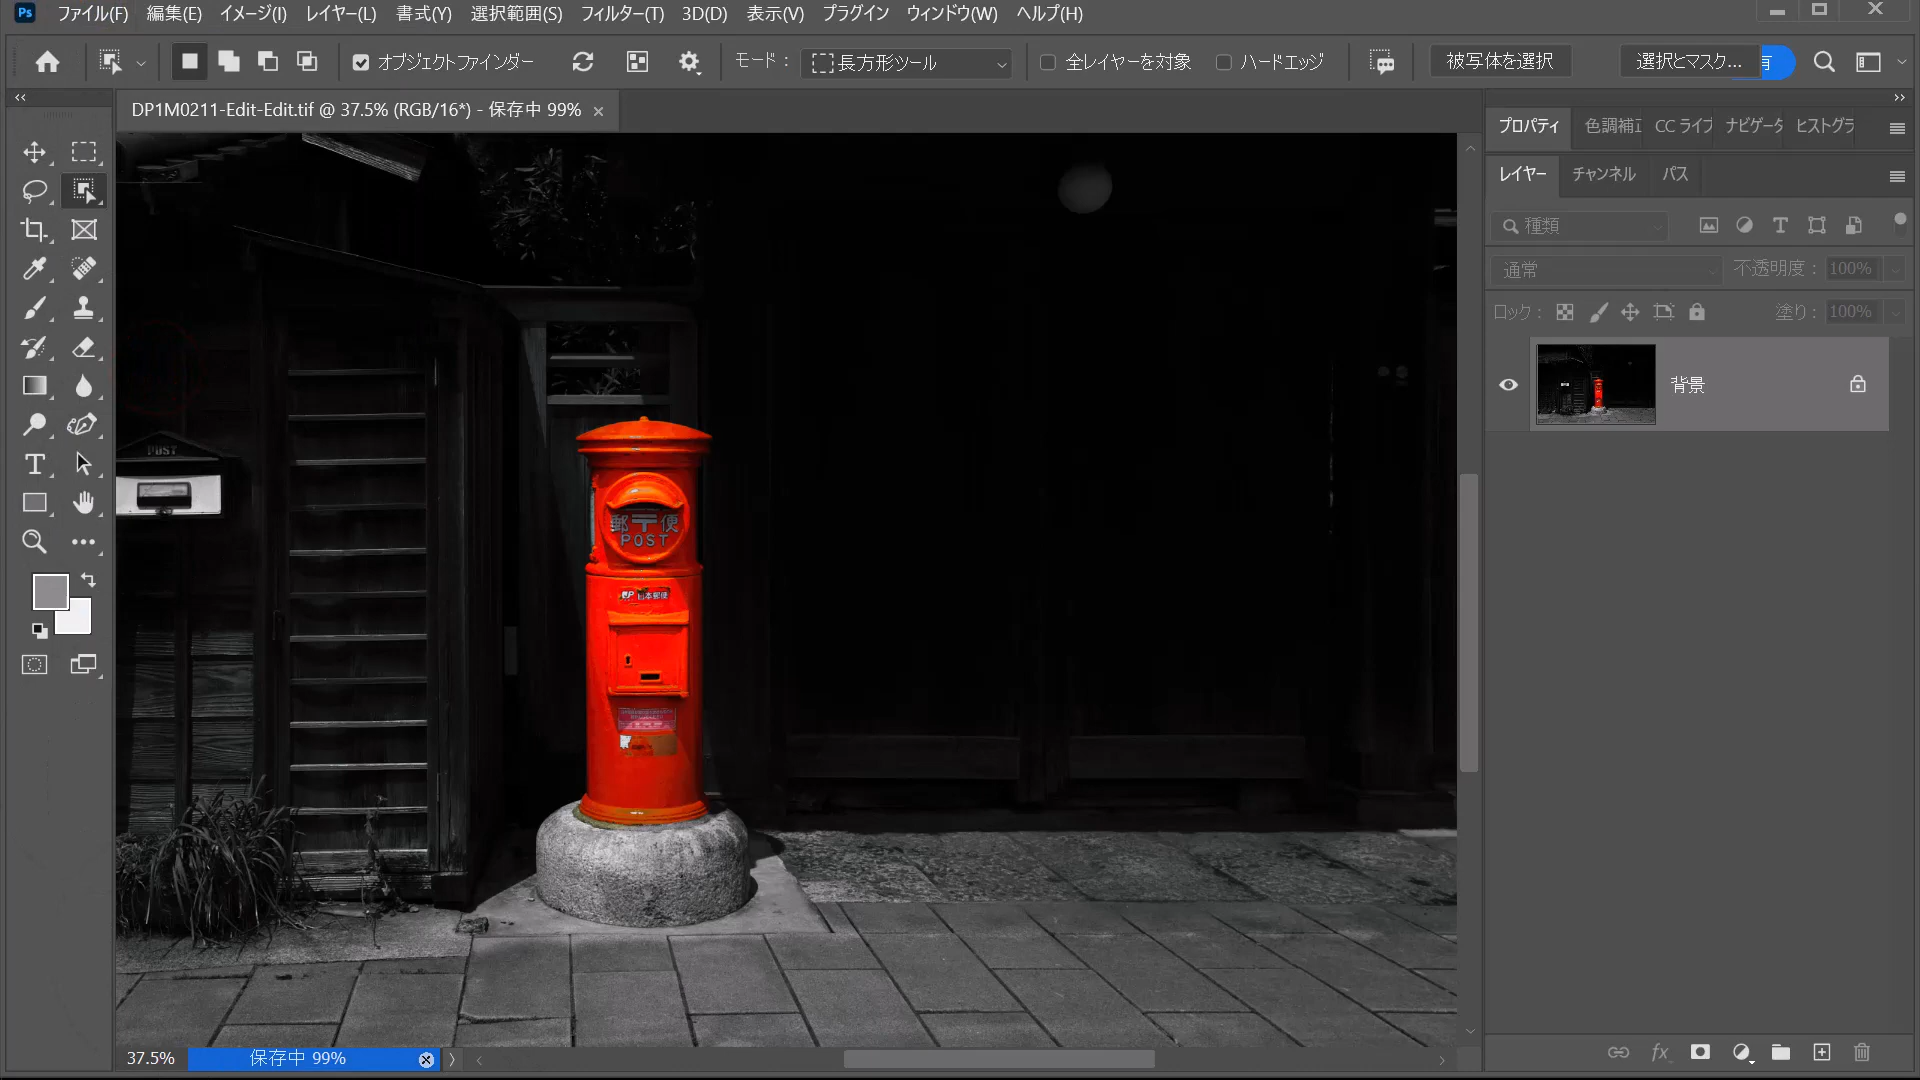 Ps ファイル(F) 編集(E) イメージ(I) レイヤー(L) 書式(Y) 選択範囲(S) フィルター(T) 3D(D) 表示(V) プラグイン ウィンドウ(W) ヘルプ(H)
オブジェクトファインダー モード： 長方形ツール 全レイヤーを対象 ハードエッジ 被写体を選択 選択とマスク... 有
DP1M0211-Edit-Edit.tif @ 37.5% (RGB/16*) - 保存中 99%
プロパティ 色調補正 CC ライブ ナビゲータ ヒストグラ
レイヤー チャンネル パス
種類
通常 不透明度： 100%
ロック： 塗り： 100%
背景
POST
郵〒便
POST
JP 日本郵便
37.5% 保存中 99%